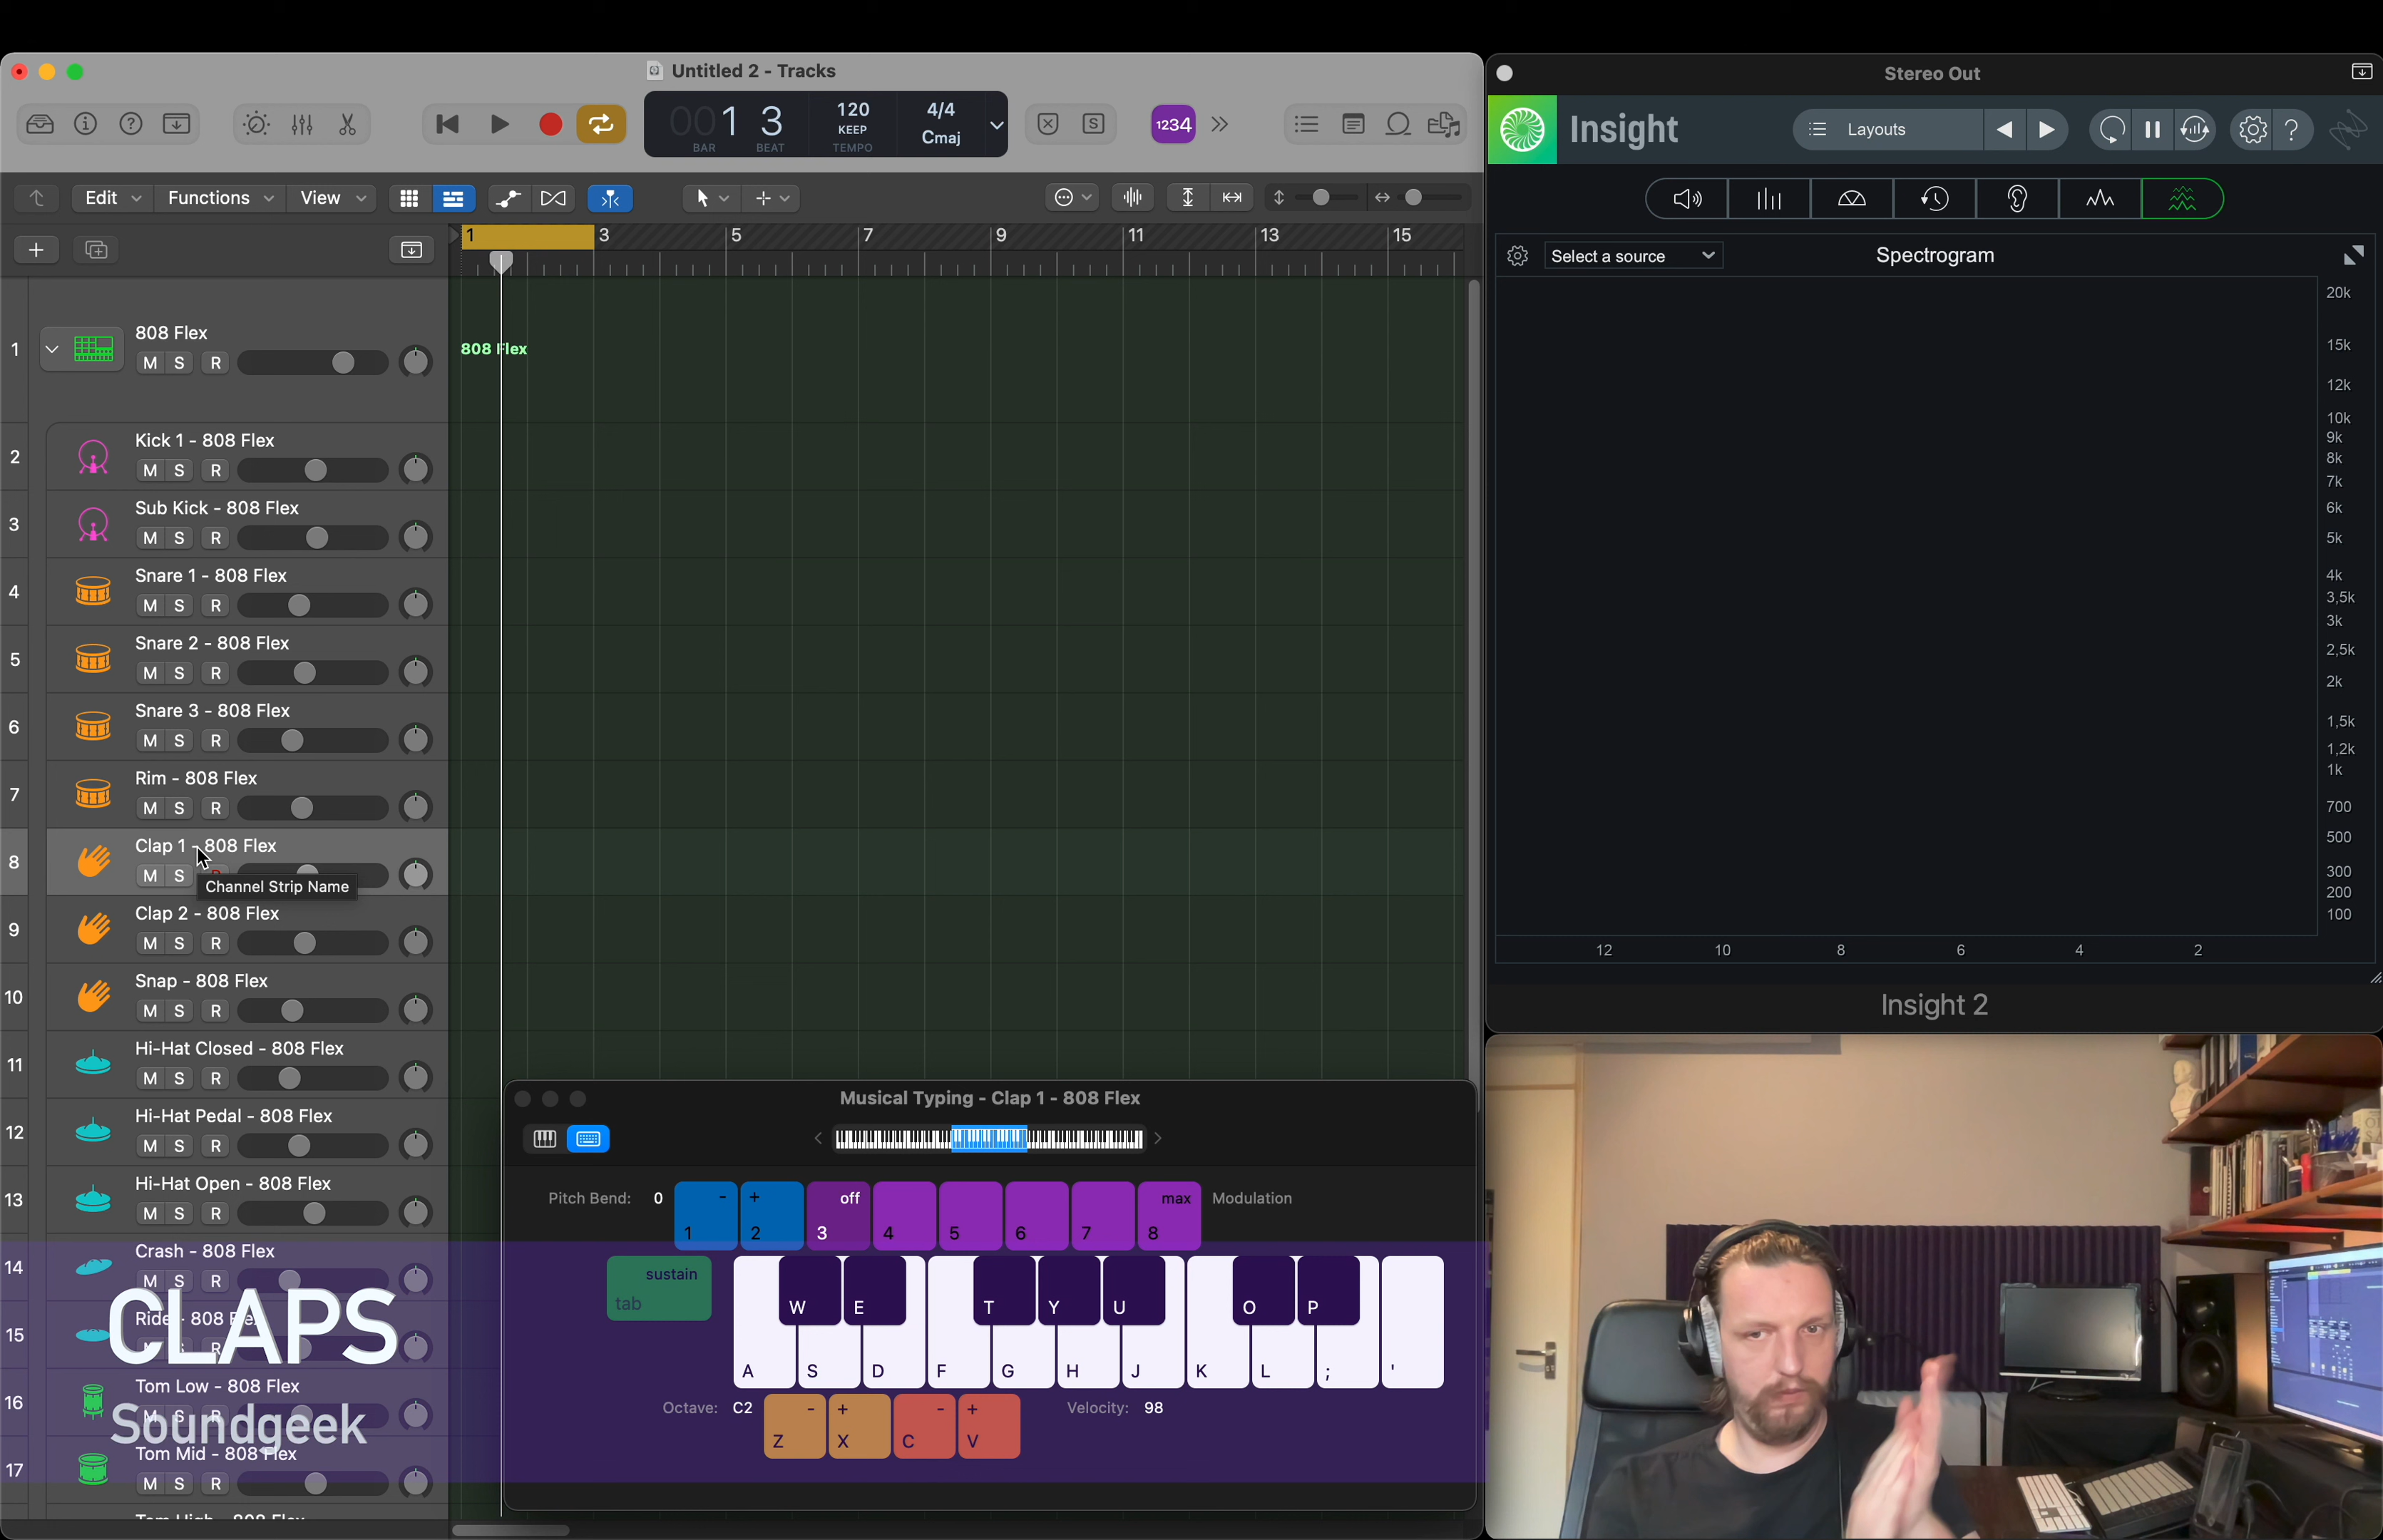 Untitled 2 - Tracks
001 3
BAR BEAT
120
KEEP
TEMPO
4/4
Cmaj
S
1234
Edit Functions View
1 3 5 7 9 11 13 15
1
808 Flex
M S R
808 Flex
2
Kick 1 - 808 Flex
M S R
3
Sub Kick - 808 Flex
M S R
4
Snare 1 - 808 Flex
M S R
5
Snare 2 - 808 Flex
M S R
6
Snare 3 - 808 Flex
M S R
7
Rim - 808 Flex
M S R
8
Clap 1 - 808 Flex
M S R
Channel Strip Name
9
Clap 2 - 808 Flex
M S R
10
Snap - 808 Flex
M S R
11
Hi-Hat Closed - 808 Flex
M S R
12
Hi-Hat Pedal - 808 Flex
M S R
13
Hi-Hat Open - 808 Flex
M S R
14
Crash - 808 Flex
M S R
CLAPS
15
Ride - 808
R
16
Tom Low - 808 Flex
M S R
Soundgeek
17
Tom Mid - 808 Flex
M S R
Musical Typing - Clap 1 - 808 Flex
Pitch Bend: 0 - + off max Modulation
1 2 3 4 5 6 7 8
sustain
tab
W E T Y U O P
A S D F G H J K L ; '
Octave: C2 - + - + Velocity: 98
Z X C V
Stereo Out
Insight
Layouts
?
Select a source
Spectrogram
20k
15k
12k
10k
9k
8k
7k
6k
5k
4k
3,5k
3k
2,5k
2k
1,5k
1,2k
1k
700
500
300
200
100
12 10 8 6 4 2
Insight 2